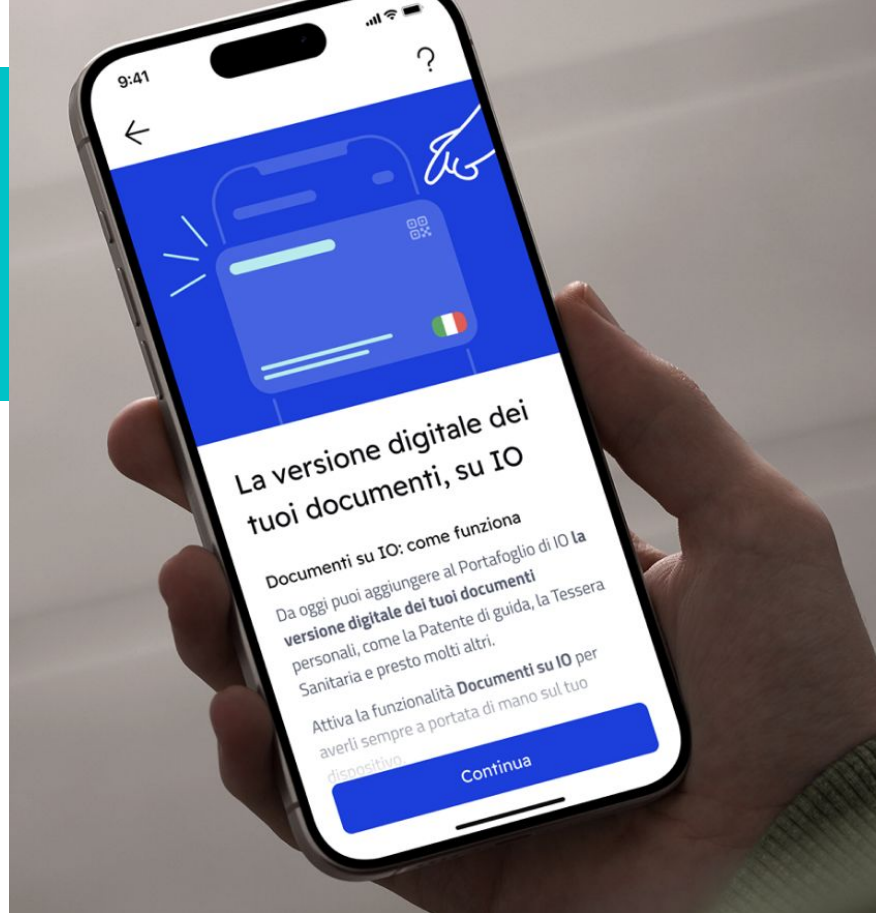 9:41
?
La versione digitale dei
tuoi documenti, su IO
Documenti su IO: come funziona
Da oggi puoi aggiungere al Portafoglio di IO la
versione digitale dei tuoi documenti
personali, come la Patente di guida, la Tessera
Sanitaria e presto molti altri.
Attiva la funzionalità Documenti su IO per
averli sempre a portata di mano sul tuo
dispositivo.
Continua